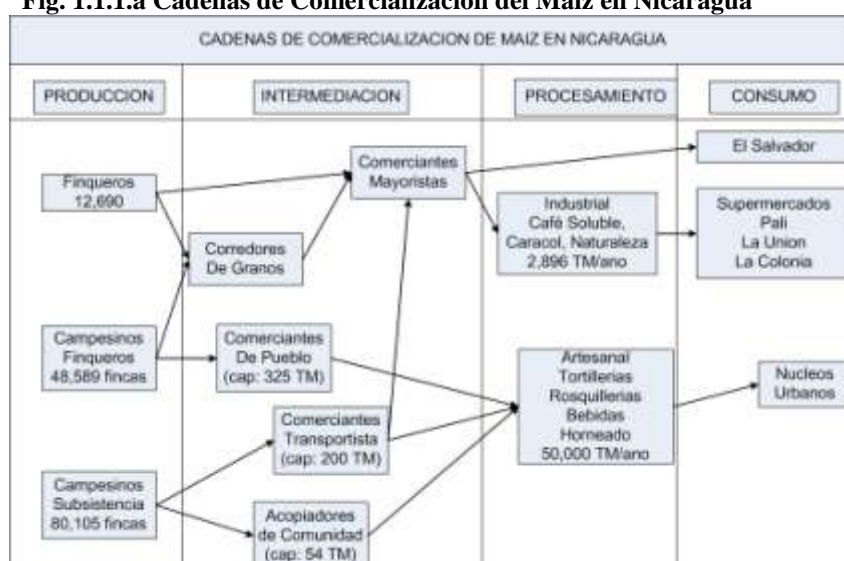 Fig. 1.1.1.a Cadenas de Comercialización del Maíz en Nicaragua
CADENAS DE COMERCIALIZACION DE MAIZ EN NICARAGUA
PRODUCCION
INTERMEDIACION
PROCESAMIENTO
CONSUMO
Finqueros
12,690
Campesinos
Finqueros
48,589 fincas
Campesinos
Subsistencia
80,105 fincas
Comerciantes
Mayoristas
Corredores
De Granos
Comerciantes
De Pueblo
(cap: 325 TM)
Comerciantes
Transportista
(cap: 200 TM)
Acopiadores
de Comunidad
(cap: 54 TM)
Industrial
Café Soluble,
Caracol, Naturaleza
2,896 TM/ano
Artesanal
Tortillerias
Rosquillerias
Bebidas
Horneado
50,000 TM/ano
El Salvador
Supermercados
Pali
La Union
La Colonia
Nucleos
Urbanos